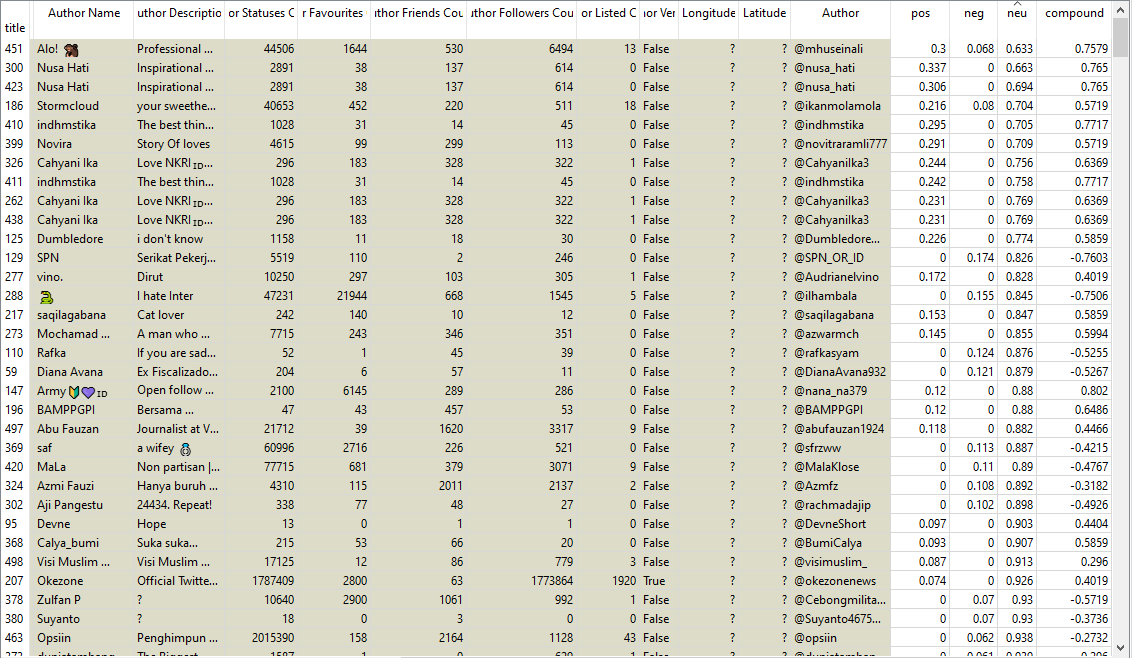 Author Name uthor Descriptio or Statuses C r Favourites ithor Friends Cou thor Followers Cou or Listed C hor Ver Longitude Latitude Author pos neg neu compound
title
451 Alo! Professional ... 44506 1644 530 6494 13 False ? ? @mhuseinali 0.3 0.068 0.633 0.7579
300 Nusa Hati Inspirational ... 2891 38 137 614 0 False ? ? @nusa_hati 0.337 0 0.663 0.765
423 Nusa Hati Inspirational ... 2891 38 137 614 0 False ? ? @nusa_hati 0.306 0 0.694 0.765
186 Stormcloud your sweethe... 40653 452 220 511 18 False ? ? @ikanmolamola 0.216 0.08 0.704 0.5719
410 indhmstika The best thin... 1028 31 14 45 0 False ? ? @indhmstika 0.295 0 0.705 0.7717
399 Novira Story Of loves 4615 99 299 113 0 False ? ? @novitraramli777 0.291 0 0.709 0.5719
326 Cahyani Ika Love NKRI ID... 296 183 328 322 1 False ? ? @CahyaniIka3 0.244 0 0.756 0.6369
411 indhmstika The best thin... 1028 31 14 45 0 False ? ? @indhmstika 0.242 0 0.758 0.7717
262 Cahyani Ika Love NKRI ID... 296 183 328 322 1 False ? ? @CahyaniIka3 0.231 0 0.769 0.6369
438 Cahyani Ika Love NKRI ID... 296 183 328 322 1 False ? ? @CahyaniIka3 0.231 0 0.769 0.6369
125 Dumbledore i don't know 1158 11 18 30 0 False ? ? @Dumbledore... 0.226 0 0.774 0.5859
129 SPN Serikat Pekerj... 5519 110 2 246 0 False ? ? @SPN_OR_ID 0 0.174 0.826 -0.7603
277 vino. Dirut 10250 297 103 305 1 False ? ? @Audrianelvino 0.172 0 0.828 0.4019
288 I hate Inter 47231 21944 668 1545 5 False ? ? @ilhambala 0 0.155 0.845 -0.7506
217 saqilagabana Cat lover 242 140 10 12 0 False ? ? @saqilagabana 0.153 0 0.847 0.5859
273 Mochamad ... A man who ... 7715 243 346 351 0 False ? ? @azwarmch 0.145 0 0.855 0.5994
110 Rafka If you are sad... 52 1 45 39 0 False ? ? @rafkasyam 0 0.124 0.876 -0.5255
59 Diana Avana Ex Fiscalizado... 204 6 57 11 0 False ? ? @DianaAvana932 0 0.121 0.879 -0.5267
147 Army ID Open follow ... 2100 6145 289 286 0 False ? ? @nana_na379 0.12 0 0.88 0.802
196 BAMPPGPI Bersama ... 47 43 457 53 0 False ? ? @BAMPPGPI 0.12 0 0.88 0.6486
497 Abu Fauzan Journalist at V... 21712 39 1620 3317 9 False ? ? @abufauzan1924 0.118 0 0.882 0.4466
369 saf a wifey 60996 2716 226 521 0 False ? ? @sfrzww 0 0.113 0.887 -0.4215
420 MaLa Non partisan |... 77715 681 379 3071 9 False ? ? @MalaKlose 0 0.11 0.89 -0.4767
324 Azmi Fauzi Hanya buruh ... 4310 115 2011 2137 2 False ? ? @Azmfz 0 0.108 0.892 -0.3182
302 Aji Pangestu 24434. Repeat! 338 77 48 27 0 False ? ? @rachmadajip 0 0.102 0.898 -0.4926
95 Devne Hope 13 0 1 1 0 False ? ? @DevneShort 0.097 0 0.903 0.4404
368 Calya_bumi Suka suka... 215 53 66 20 0 False ? ? @BumiCalya 0.093 0 0.907 0.5859
498 Visi Muslim ... Visi Muslim ... 17125 12 86 779 3 False ? ? @visimuslim_ 0.087 0 0.913 0.296
207 Okezone Official Twitte... 1787409 2800 63 1773864 1920 True ? ? @okezonenews 0.074 0 0.926 0.4019
378 Zulfan P ? 10640 2900 1061 992 1 False ? ? @Cebongmilita... 0 0.07 0.93 -0.5719
380 Suyanto ? 18 0 3 0 0 False ? ? @Suyanto4675... 0 0.07 0.93 -0.3736
463 Opsiin Penghimpun ... 2015390 158 2164 1128 43 False ? ? @opsiin 0 0.062 0.938 -0.2732